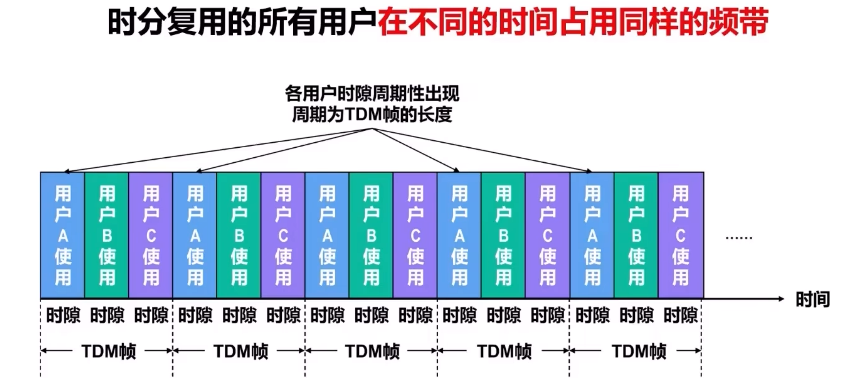 时分复用的所有用户在不同的时间占用同样的频带
各用户时隙周期性出现
周期为TDM帧的长度
用户A使用 用户B使用 用户C使用 用户A使用 用户B使用 用户C使用 用户A使用 用户B使用 用户C使用 用户A使用 用户B使用 用户C使用 用户A使用 用户B使用 用户C使用 ……
时间
时隙 时隙 时隙 时隙 时隙 时隙 时隙 时隙 时隙 时隙 时隙 时隙 时隙 时隙 时隙
TDM帧 TDM帧 TDM帧 TDM帧 TDM帧